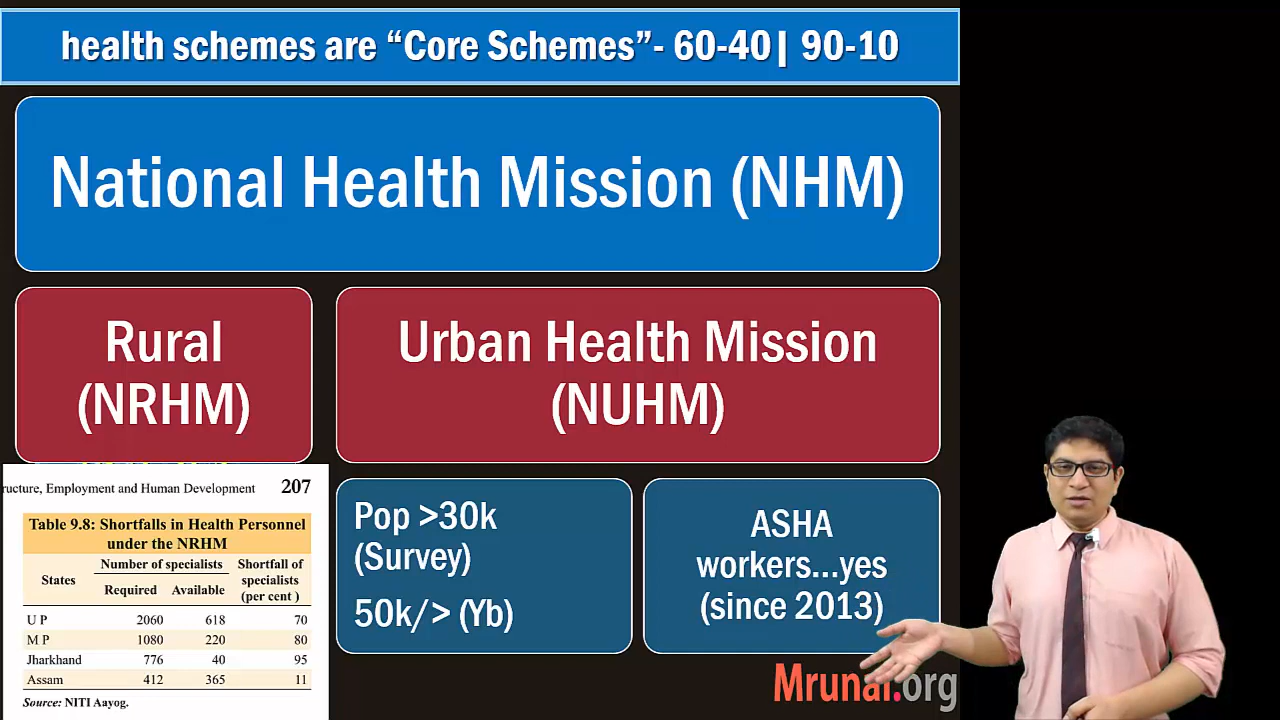 health schemes are “Core Schemes”- 60-40| 90-10
National Health Mission (NHM)
Rural
(NRHM)
Urban Health Mission
(NUHM)
ructure, Employment and Human Development 207
Table 9.8: Shortfalls in Health Personnel
under the NRHM
States
Number of specialists
Required Available
Shortfall of
specialists
(per cent )
U P 2060 618 70
M P 1080 220 80
Jharkhand 776 40 95
Assam 412 365 11
Source: NITI Aayog.
Pop >30k
(Survey)
50k/> (Yb)
ASHA
workers...yes
(since 2013)
Mrunal.org